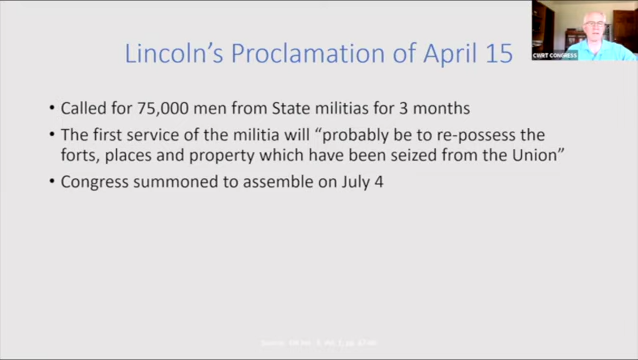 Lincoln's Proclamation of April 15
CWRT CONGRESS
• Called for 75,000 men from State militias for 3 months
• The first service of the militia will "probably be to re-possess the
forts, places and property which have been seized from the Union"
• Congress summoned to assemble on July 4